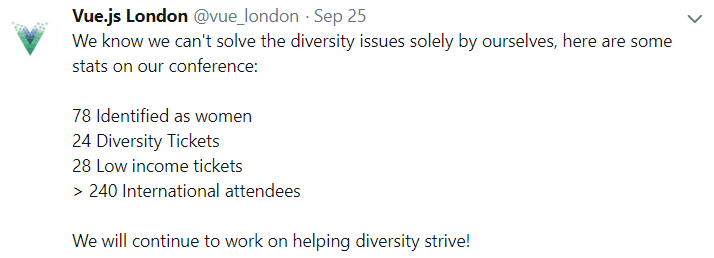 Vue.js London @vue_london · Sep 25
We know we can't solve the diversity issues solely by ourselves, here are some
stats on our conference:
78 Identified as women
24 Diversity Tickets
28 Low income tickets
> 240 International attendees
We will continue to work on helping diversity strive!